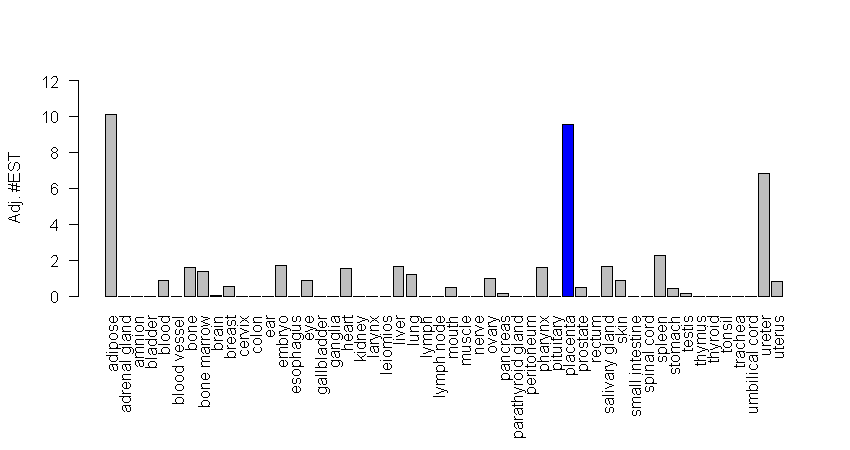 12
10
8
6
4
2
0
Adj. #EST
adipose
adrenal gland
amnion
bladder
blood
blood vessel
bone
bone marrow
brain
breast
cervix
colon
ear
embryo
esophagus
eye
gallbladder
ganglia
heart
kidney
larynx
leiomios
liver
lung
lymph
lymph node
mouth
muscle
nerve
ovary
pancreas
parathyroid gland
peritoneum
pharynx
pituitary
placenta
prostate
rectum
salivary gland
skin
small intestine
spinal cord
spleen
stomach
testis
thymus
thyroid
tonsil
trachea
umbilical cord
ureter
uterus